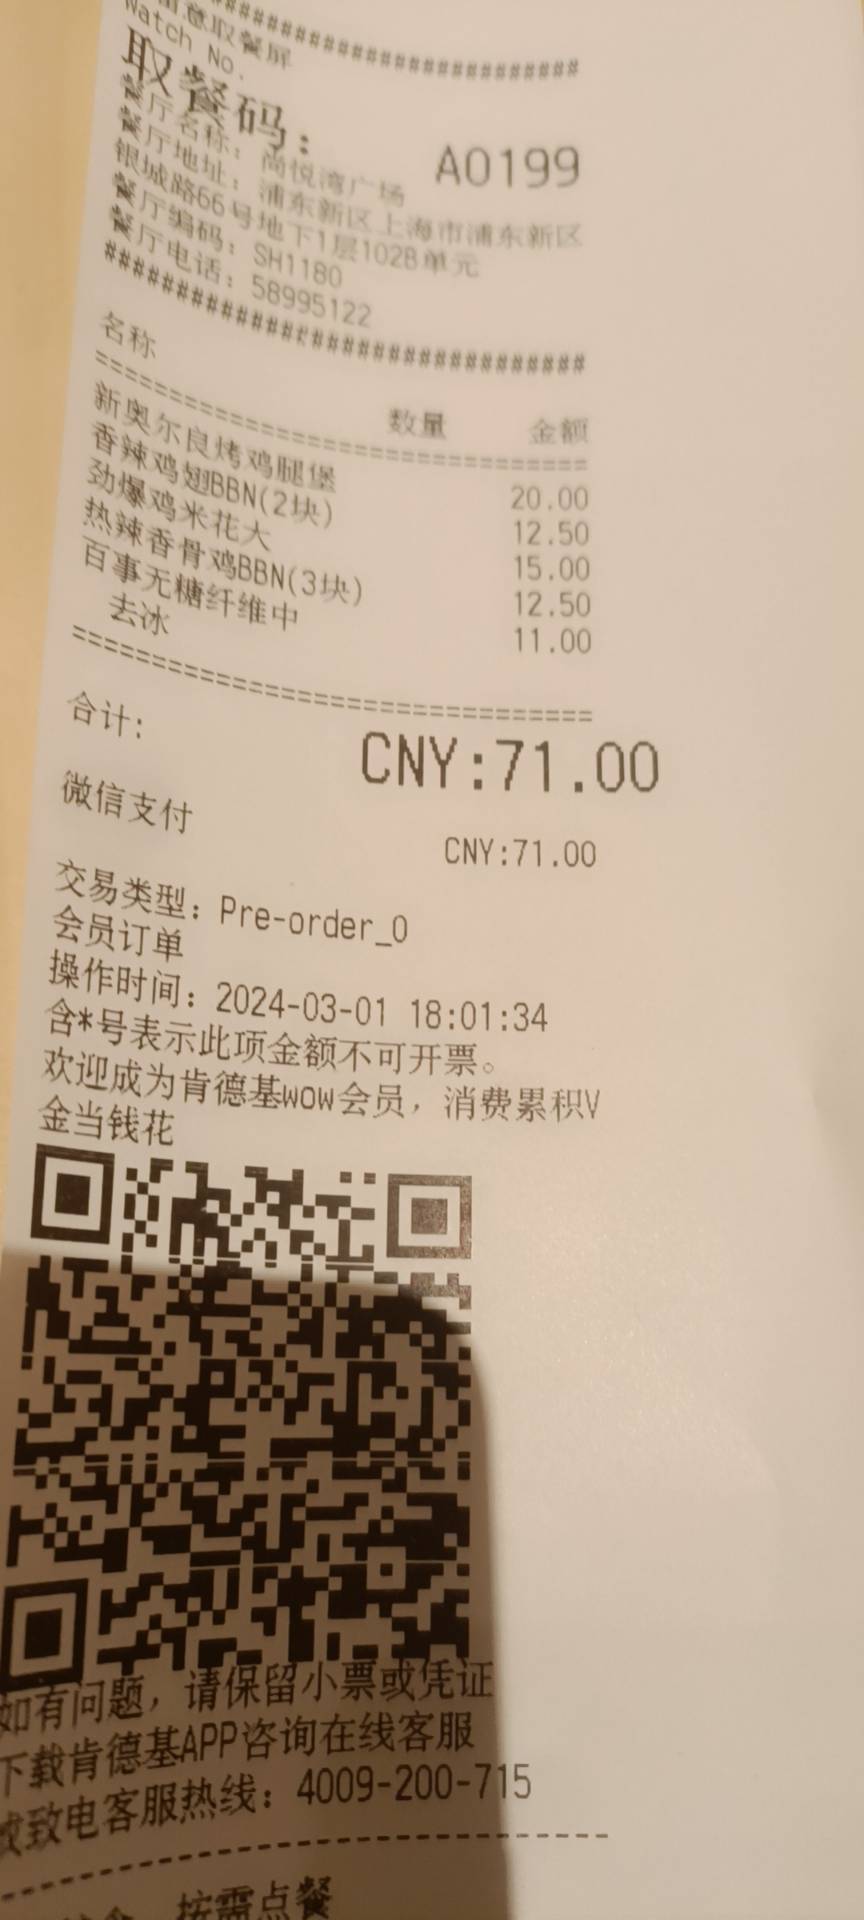 留意取餐屏
Watch No.
取餐码： A0199
餐厅名称：尚悦湾广场
餐厅地址：浦东新区上海市浦东新区
银城路66号地下1层102B单元
餐厅编码：SH1180
餐厅电话：58995122
####################################
名称 数量 金额
====================================
新奥尔良烤鸡腿堡 20.00
香辣鸡翅BBN(2块) 12.50
劲爆鸡米花大 15.00
热辣香骨鸡BBN(3块) 12.50
百事无糖纤维中 11.00
去冰
====================================
合计： CNY:71.00
微信支付 CNY:71.00
交易类型：Pre-order_0
会员订单
操作时间：2024-03-01 18:01:34
含*号表示此项金额不可开票。
欢迎成为肯德基wow会员，消费累积V
金当钱花
如有问题，请保留小票或凭证
下载肯德基APP咨询在线客服
或致电客服热线：4009-200-715
按需点餐